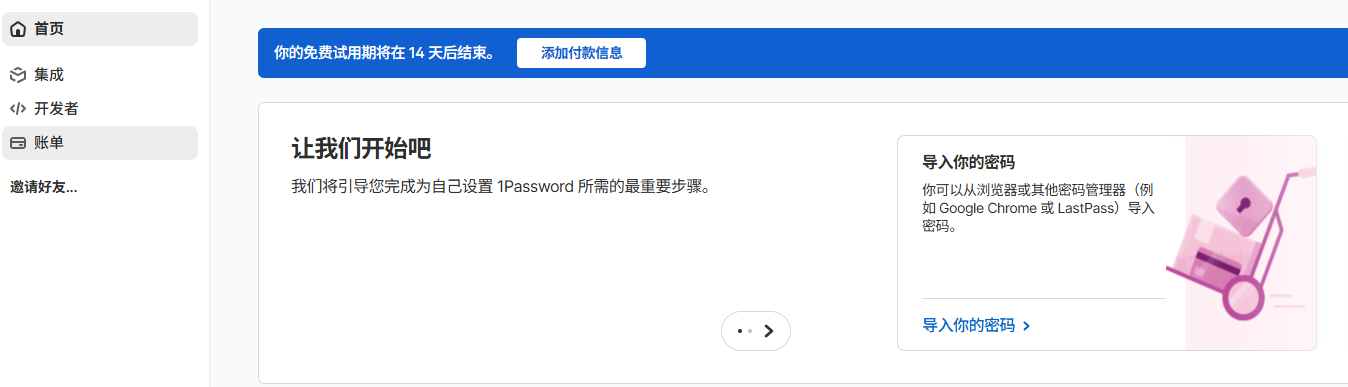 首页
集成
开发者
账单
邀请好友...
你的免费试用期将在 14 天后结束。
添加付款信息
让我们开始吧
我们将引导您完成为自己设置 1Password 所需的最重要步骤。
导入你的密码
你可以从浏览器或其他密码管理器（例
如 Google Chrome 或 LastPass）导入
密码。
导入你的密码